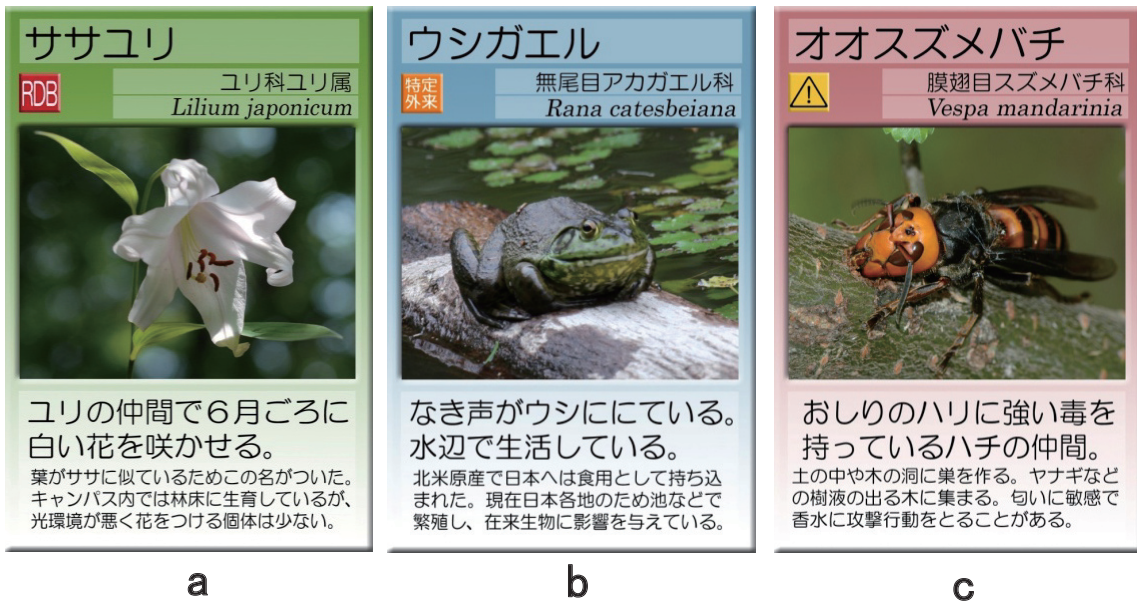 ササユリ
RDB
ユリ科ユリ属
Lilium japonicum
ユリの仲間で６月ごろに
白い花を咲かせる。
葉がササに似ているためこの名がついた。
キャンパス内では林床に生育しているが、
光環境が悪く花をつける個体は少ない。
a
ウシガエル
特定
外来
無尾目アカガエル科
Rana catesbeiana
なき声がウシににている。
水辺で生活している。
北米原産で日本へは食用として持ち込
まれた。現在日本各地のため池などで
繁殖し、在来生物に影響を与えている。
b
オオスズメバチ
膜翅目スズメバチ科
Vespa mandarinia
おしりのハリに強い毒を
持っているハチの仲間。
土の中や木の洞に巣を作る。ヤナギなど
の樹液の出る木に集まる。匂いに敏感で
香水に攻撃行動をとることがある。
c